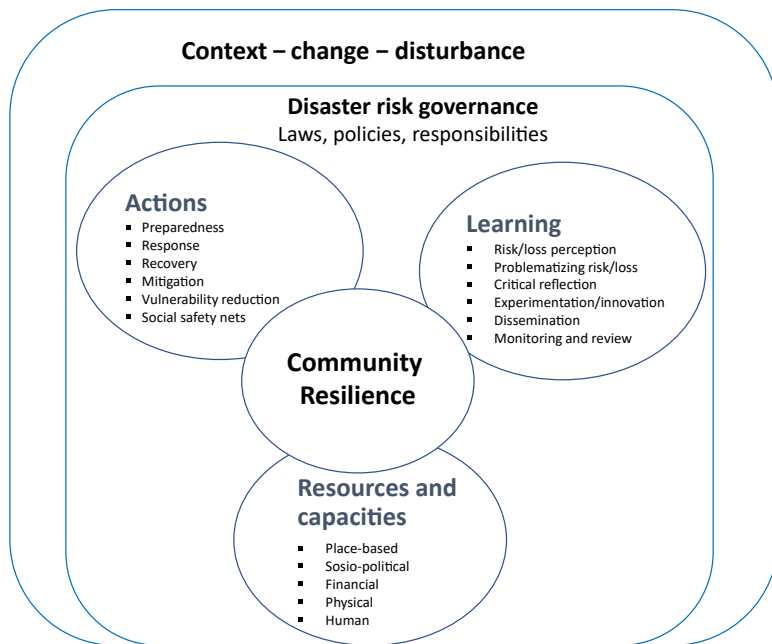 Context – change – disturbance
Disaster risk governance
Laws, policies, responsibilities
Actions
▪ Preparedness
▪ Response
▪ Recovery
▪ Mitigation
▪ Vulnerability reduction
▪ Social safety nets
Learning
▪ Risk/loss perception
▪ Problematizing risk/loss
▪ Critical reflection
▪ Experimentation/innovation
▪ Dissemination
▪ Monitoring and review
Community
Resilience
Resources and
capacities
▪ Place-based
▪ Sosio-political
▪ Financial
▪ Physical
▪ Human